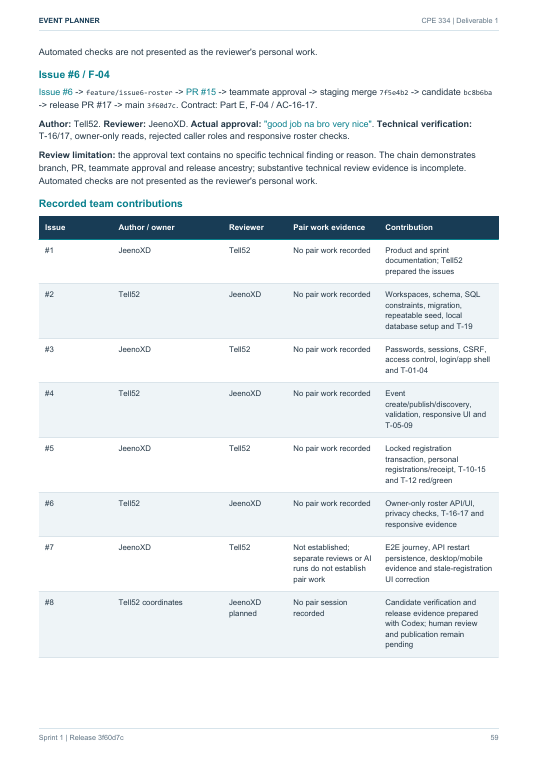 EVENT PLANNER
CPE 334 | Deliverable 1
Automated checks are not presented as the reviewer's personal work.
Issue #6 / F-04
Issue #6 -> feature/issue6-roster -> PR #15 -> teammate approval -> staging merge 7f5e4b2 -> candidate bc8b6ba
-> release PR #17 -> main 3f60d7c. Contract: Part E, F-04 / AC-16-17.
Author: Tell52. Reviewer: JeenoXD. Actual approval: "good job na bro very nice". Technical verification:
T-16/17, owner-only reads, rejected caller roles and responsive roster checks.
Review limitation: the approval text contains no specific technical finding or reason. The chain demonstrates
branch, PR, teammate approval and release ancestry; substantive technical review evidence is incomplete.
Automated checks are not presented as the reviewer's personal work.
Recorded team contributions
Issue Author / owner Reviewer Pair work evidence Contribution
#1 JeenoXD Tell52 No pair work recorded Product and sprint
documentation; Tell52
prepared the issues
#2 Tell52 JeenoXD No pair work recorded Workspaces, schema, SQL
constraints, migration,
repeatable seed, local
database setup and T-19
#3 JeenoXD Tell52 No pair work recorded Passwords, sessions, CSRF,
access control, login/app shell
and T-01-04
#4 Tell52 JeenoXD No pair work recorded Event
create/publish/discovery,
validation, responsive UI and
T-05-09
#5 JeenoXD Tell52 No pair work recorded Locked registration
transaction, personal
registrations/receipt, T-10-15
and T-12 red/green
#6 Tell52 JeenoXD No pair work recorded Owner-only roster API/UI,
privacy checks, T-16-17 and
responsive evidence
#7 JeenoXD Tell52 Not established; E2E journey, API restart
separate reviews or AI persistence, desktop/mobile
runs do not establish evidence and stale-registration
pair work UI correction
#8 Tell52 coordinates JeenoXD No pair session Candidate verification and
planned recorded release evidence prepared
with Codex; human review
and publication remain
pending
Sprint 1 | Release 3f60d7c
59